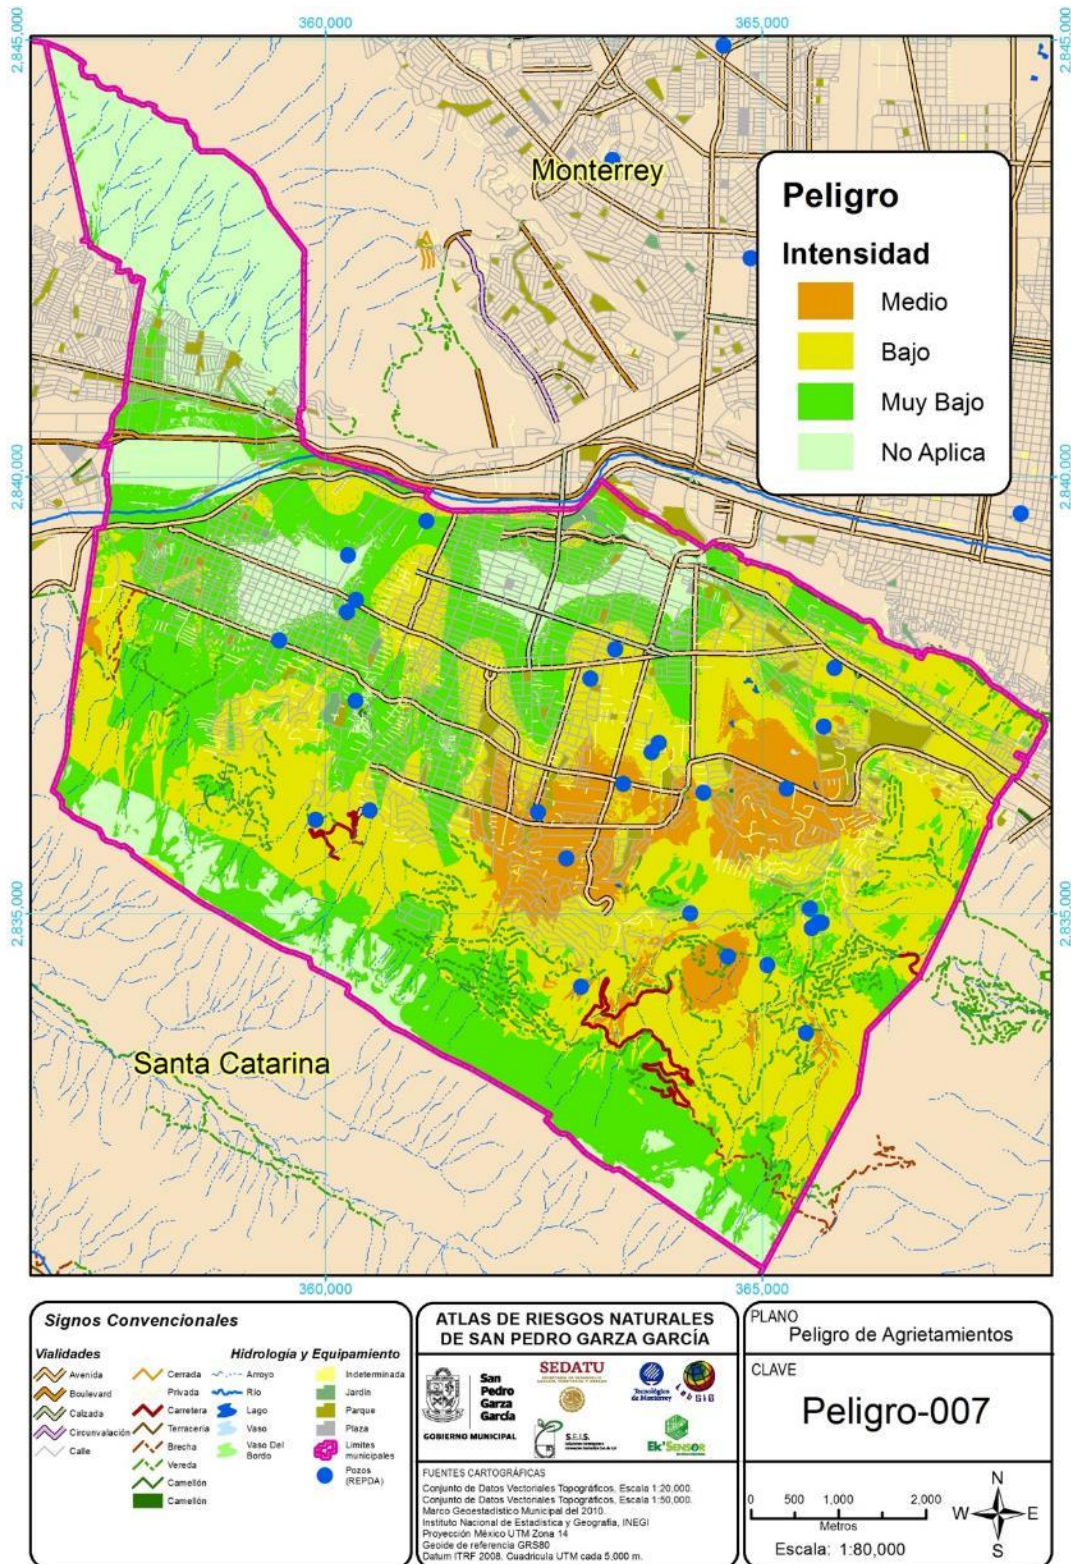 360,000
365,000
2,845,000
2,845,000
Monterrey
Peligro
Intensidad
Medio
Bajo
Muy Bajo
No Aplica
2,840,000
2,840,000
2,835,000
2,835,000
Santa Catarina
360,000
365,000
Signos Convencionales
Vialidades
Avenida
Boulevard
Calzada
Circunvalación
Calle
Cerrada
Privada
Carretera
Terracería
Brecha
Vereda
Camellón
Camellón
Hidrología y Equipamiento
Arroyo
Río
Lago
Vaso
Vaso Del
Bordo
Indeterminada
Jardín
Parque
Plaza
Limites
municipales
Pozos
(REPDA)
ATLAS DE RIESGOS NATURALES
DE SAN PEDRO GARZA GARCÍA
San
Pedro
Garza
García
GOBIERNO MUNICIPAL
SEDATU
Tecnológico
de Monterrey
Lab SIG
S.E.I.S.
Ek'SENSOR
FUENTES CARTOGRÁFICAS
Conjunto de Datos Vectoriales Topográficos, Escala 1:20,000.
Conjunto de Datos Vectoriales Topográficos, Escala 1:50,000.
Marco Geoestadístico Municipal del 2010.
Instituto Nacional de Estadística y Geografía, INEGI
Proyección México UTM Zona 14
Geoide de referencia GRS80
Datum ITRF 2008. Cuadrícula UTM cada 5,000 m.
PLANO
Peligro de Agrietamientos
CLAVE
Peligro-007
0 500 1,000 2,000
Metros
Escala: 1:80,000
N
W E
S